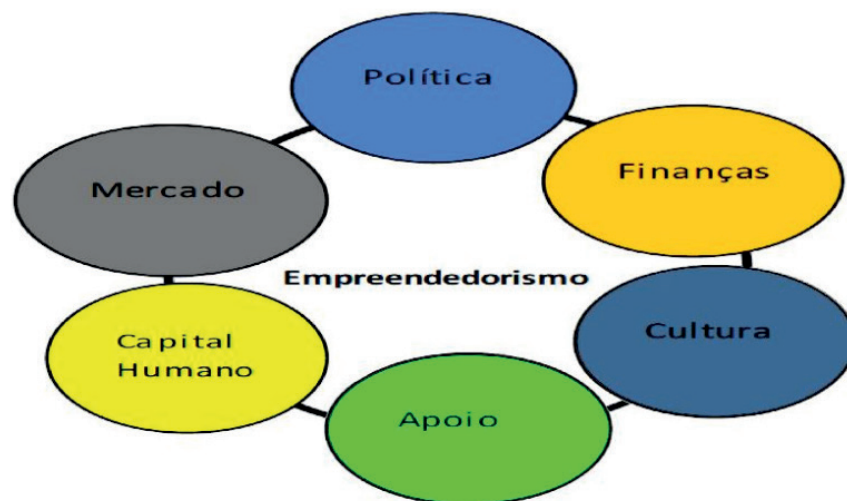 Política
Finanças
Mercado
Empreendedorismo
Cultura
Capital
Humano
Apoio